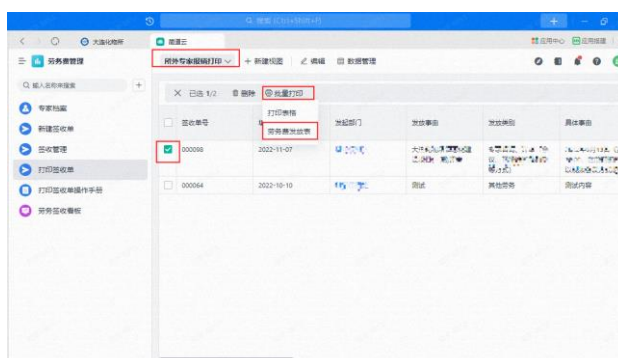 Q 搜索 (Ctrl+Shift+F)
大连化物所
简道云
应用中心
应用搭建
劳务费管理
所外专家报销打印
+ 新建视图
编辑
数据管理
输入名称来搜索
× 已选 1/2
删除
批量打印
打印表格
劳务费发放表
签收单号
发起部门
发放事由
发放类别
具体事由
专家档案
新建签收单
签收管理
打印签收单
打印签收单操作手册
劳务签收看板
000098
2022-11-07
000064
2022-10-10
测试
其他劳务
测试内容